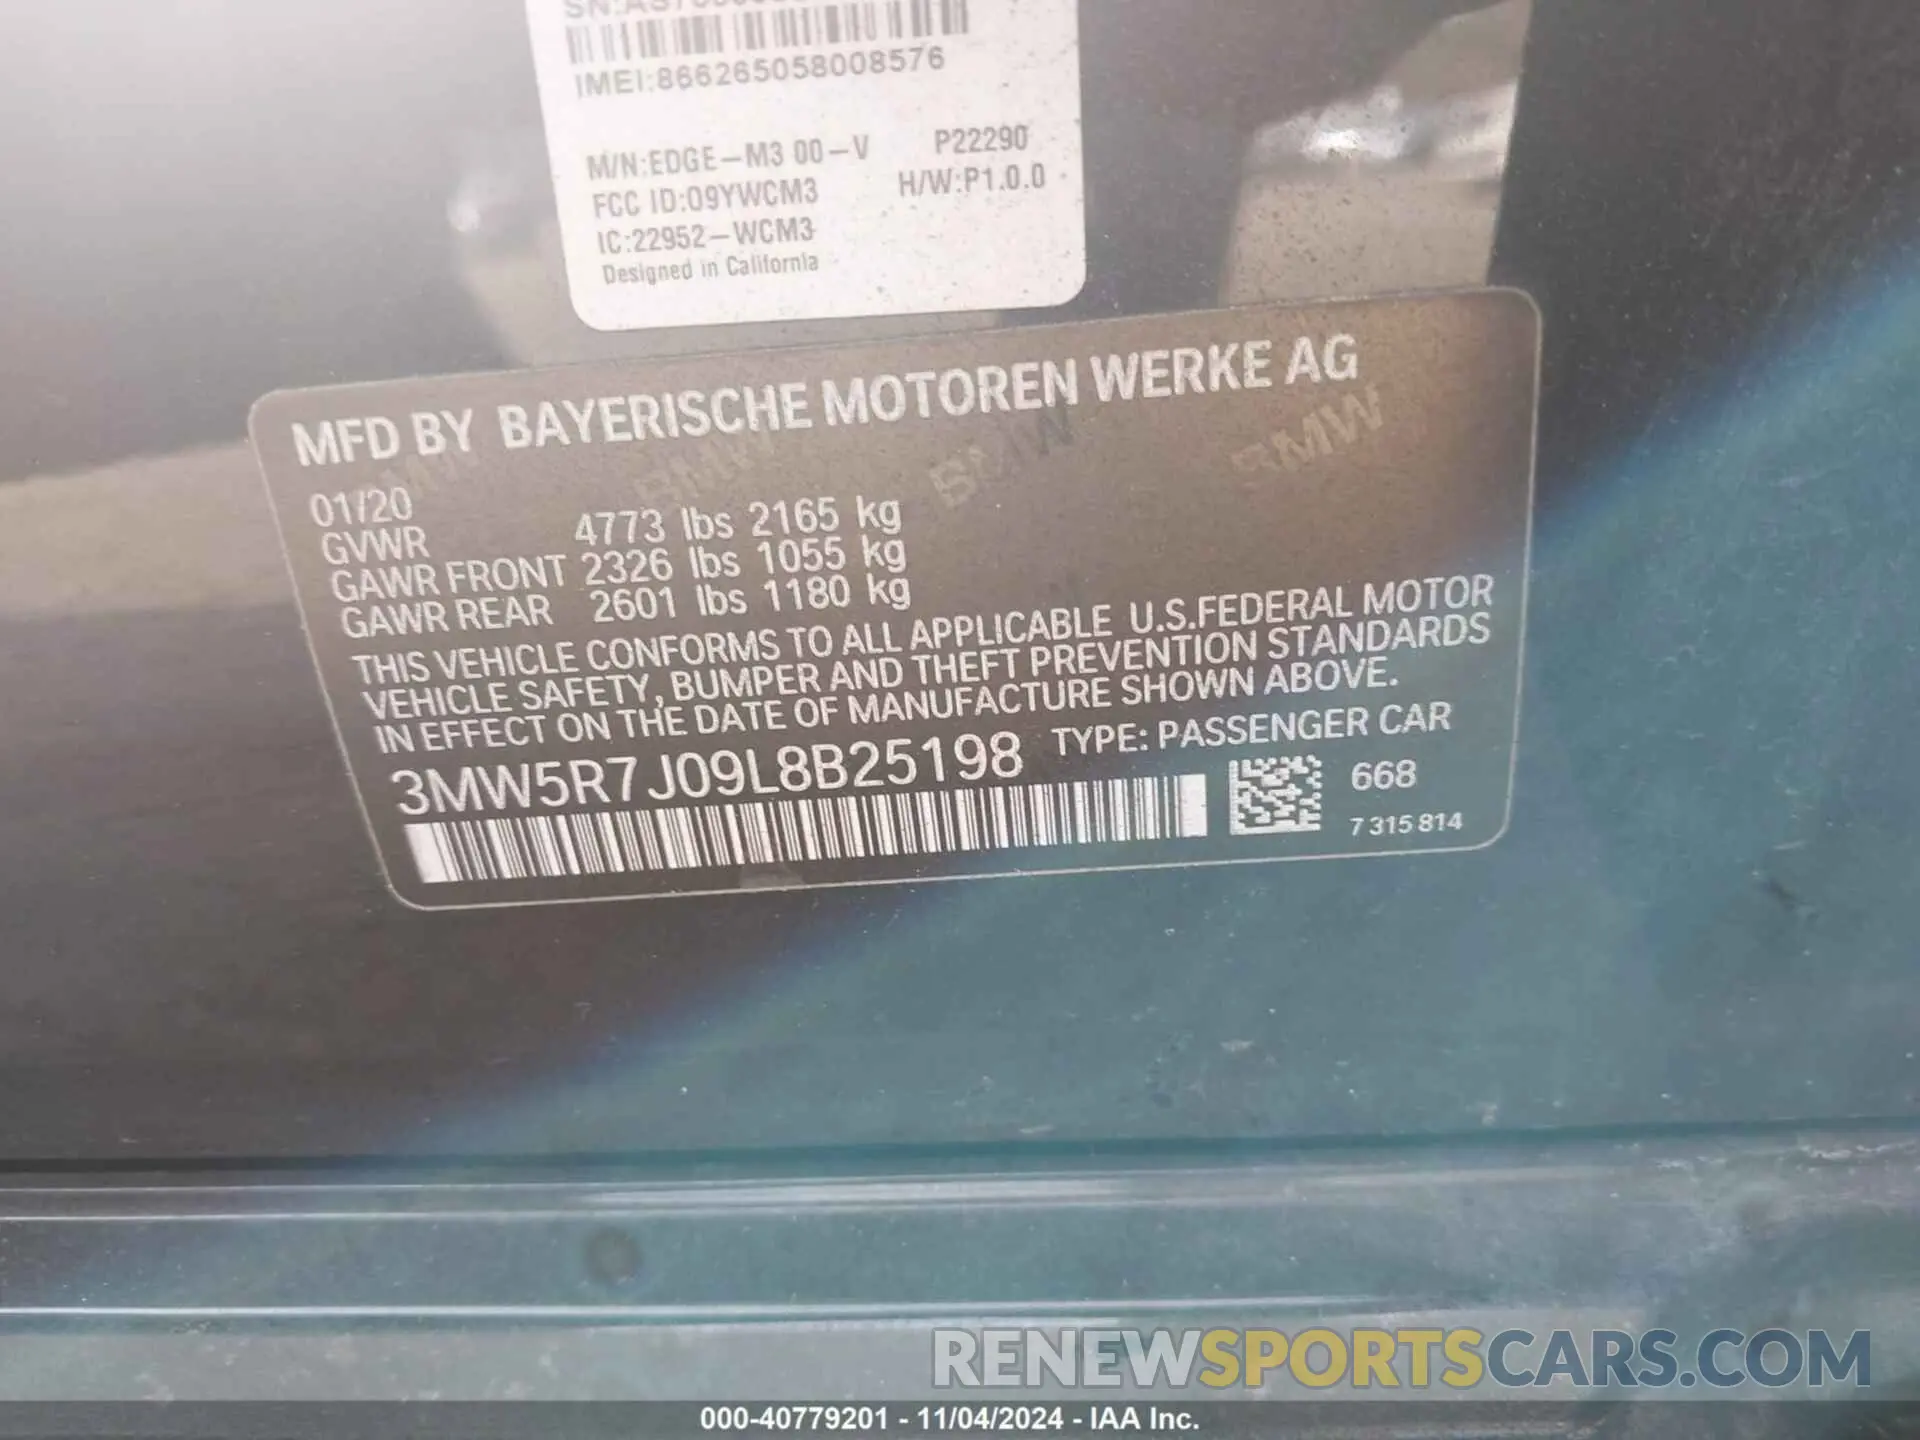 IMEI:866265058008576
M/N:EDGE-M3 00-V P22290
FCC ID:O9YWCM3 H/W:P1.0.0
IC:22952-WCM3
Designed in California
MFD BY BAYERISCHE MOTOREN WERKE AG
BMW BMW BMW
01/20
GVWR 4773 lbs 2165 kg
GAWR FRONT 2326 lbs 1055 kg
GAWR REAR 2601 lbs 1180 kg
THIS VEHICLE CONFORMS TO ALL APPLICABLE U.S.FEDERAL MOTOR
VEHICLE SAFETY, BUMPER AND THEFT PREVENTION STANDARDS
IN EFFECT ON THE DATE OF MANUFACTURE SHOWN ABOVE.
3MW5R7J09L8B25198 TYPE: PASSENGER CAR
668
7 315 814
RENEWSPORTSCARS.COM
000-40779201 - 11/04/2024 - IAA Inc.